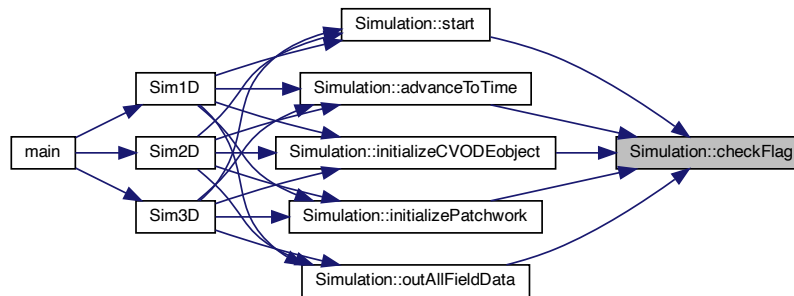 Simulation::start
Sim1D
Simulation::advanceToTime
main
Sim2D
Simulation::initializeCVODEobject
Simulation::checkFlag
Sim3D
Simulation::initializePatchwork
Simulation::outAllFieldData